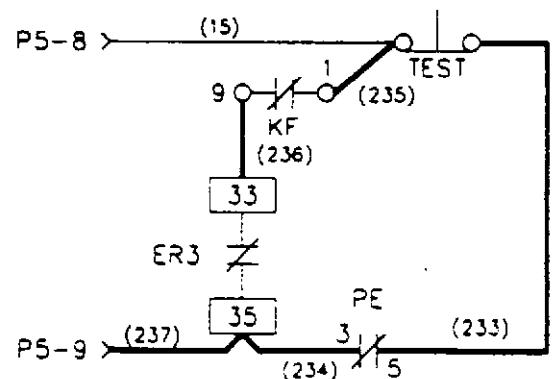 P5-8
(15)
TEST
1
9
(235)
KF
(236)
33
ER3
35
PE
P5-9
(237)
3
(233)
(234)
5